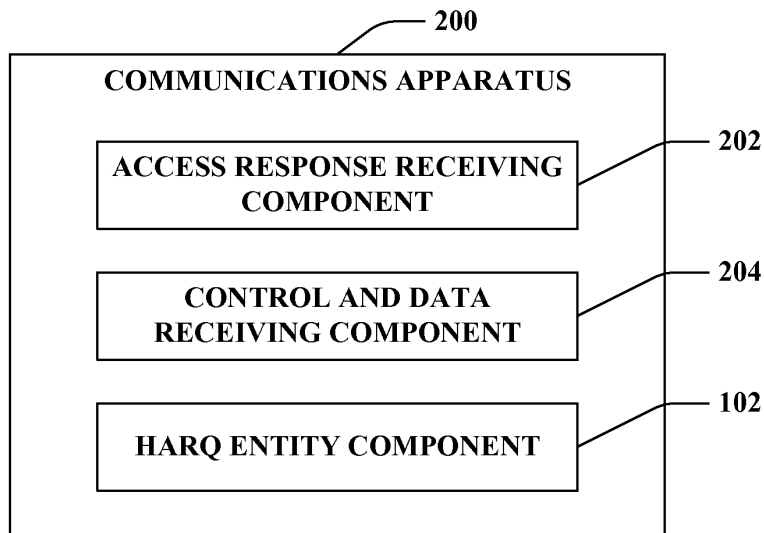 200
COMMUNICATIONS APPARATUS
202
ACCESS RESPONSE RECEIVING
COMPONENT
204
CONTROL AND DATA
RECEIVING COMPONENT
102
HARQ ENTITY COMPONENT